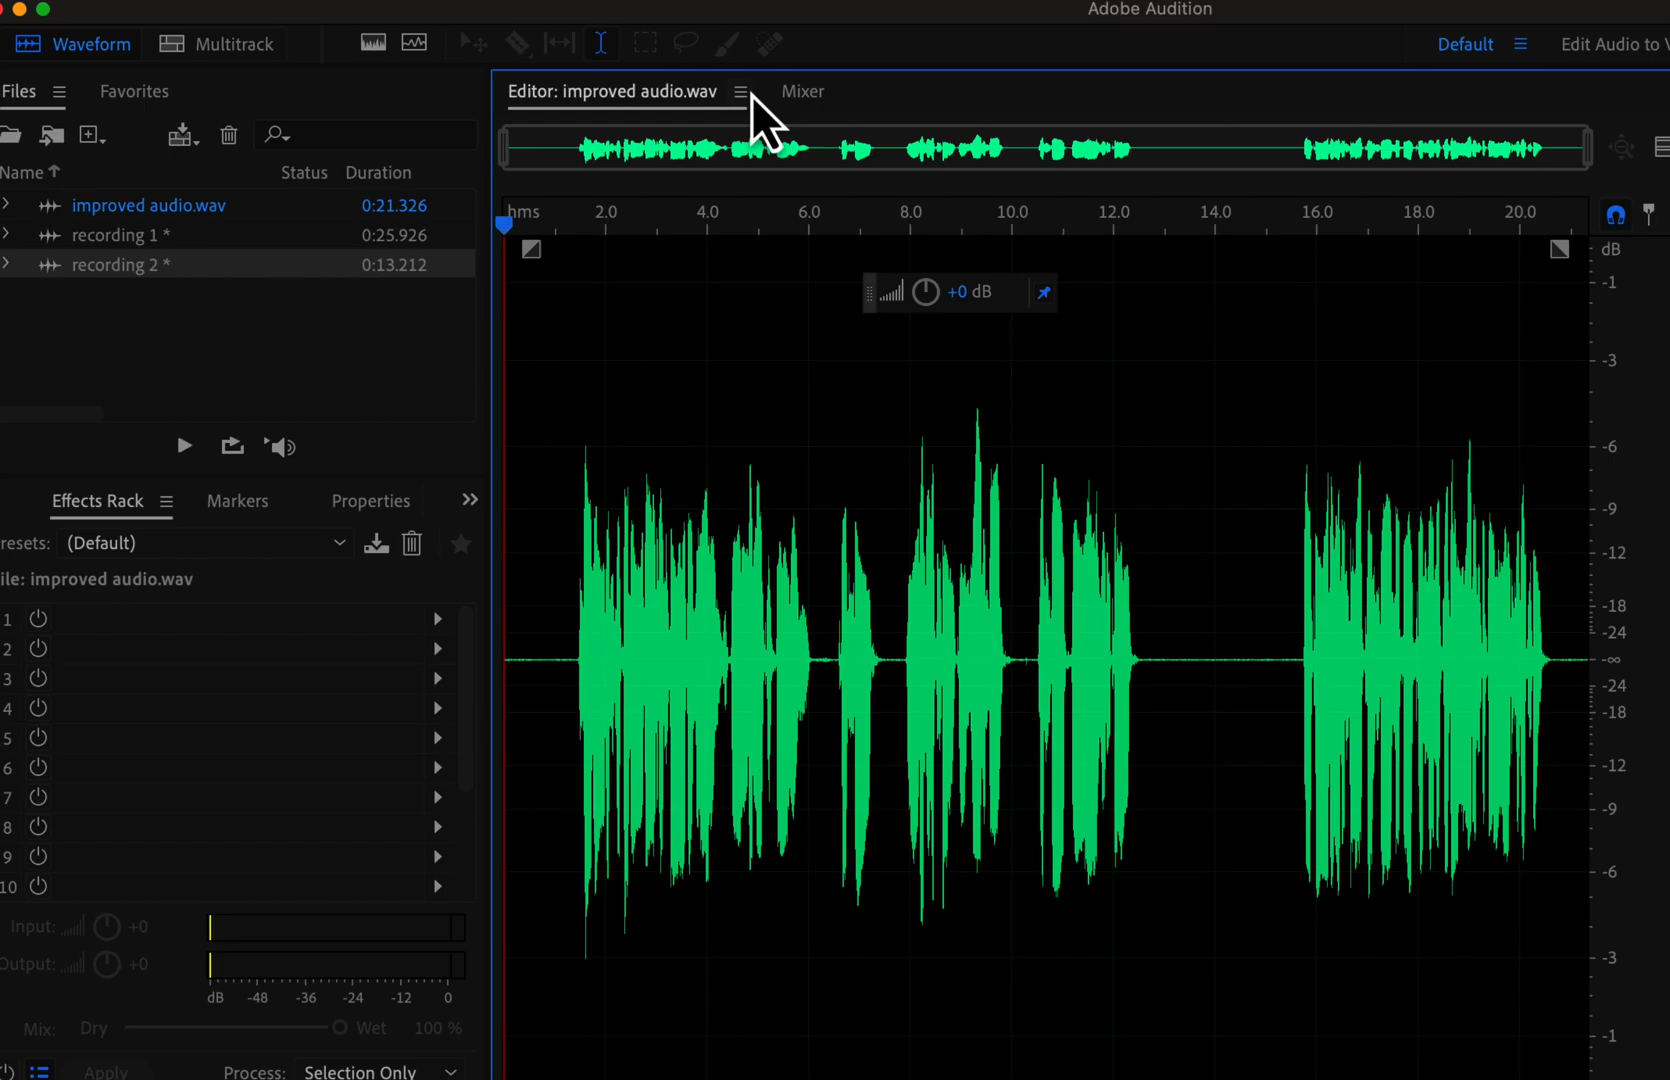 Adobe Audition
Waveform
Multitrack
Default
Edit Audio to V
Files
Favorites
Editor: improved audio.wav
Mixer
Name
Status
Duration
improved audio.wav
0:21.326
recording 1 *
0:25.926
recording 2 *
0:13.212
hms
2.0
4.0
6.0
8.0
10.0
12.0
14.0
16.0
18.0
20.0
dB
+0 dB
-1
-3
-6
-9
-12
-18
-24
-∞
-24
-18
-12
-9
-6
-3
-1
Effects Rack
Markers
Properties
resets:
(Default)
ile: improved audio.wav
1
2
3
4
5
6
7
8
9
10
Input:
+0
Output:
+0
dB
-48
-36
-24
-12
0
Mix:
Dry
Wet
100 %
Apply
Process:
Selection Only